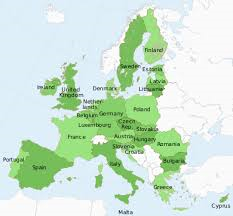 Finland
Sweden
Estonia
Latvia
Lithuania
Denmark
Ireland
United
Kingdom
Nether-
lands
Belgium
Germany
Poland
Luxembourg
Czech
Rep.
Slovakia
Austria
Hungary
France
Slovenia
Croatia
Romania
Bulgaria
Italy
Portugal
Spain
Greece
Malta
Cyprus